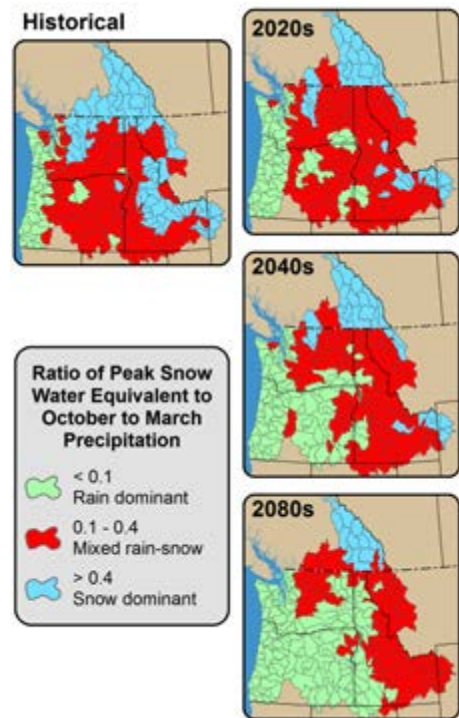 Historical
2020s
2040s
Ratio of Peak Snow
Water Equivalent to
October to March
Precipitation
< 0.1
Rain dominant
0.1 - 0.4
Mixed rain-snow
> 0.4
Snow dominant
2080s